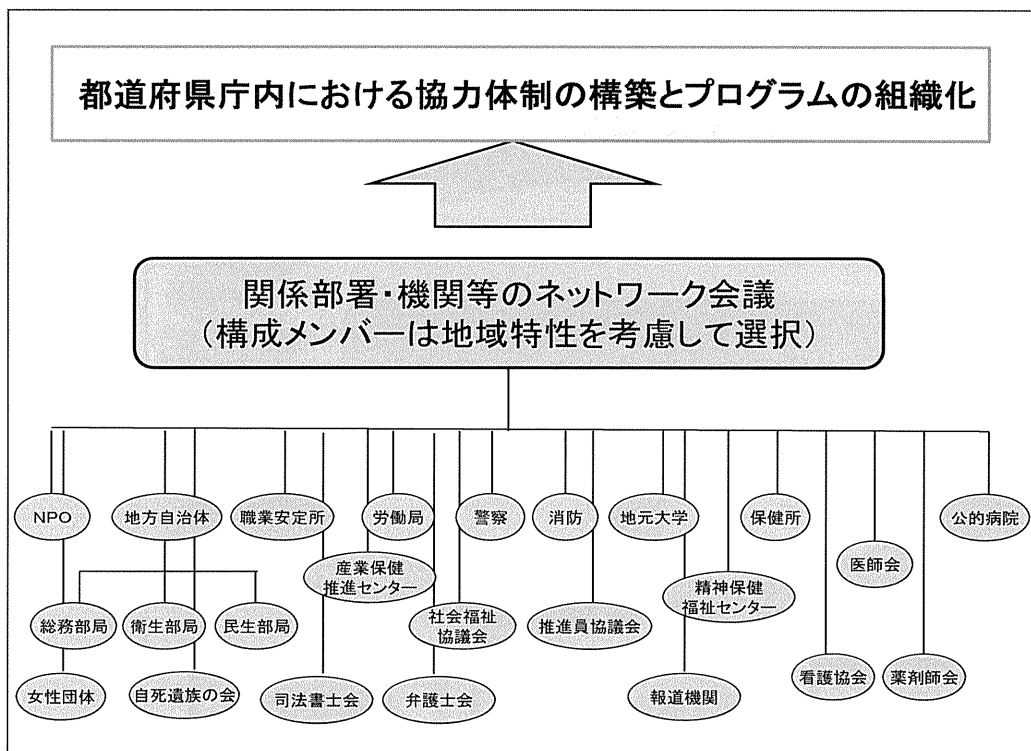 都道府県庁内における協力体制の構築とプログラムの組織化
関係部署・機関等のネットワーク会議
（構成メンバーは地域特性を考慮して選択）
NPO
地方自治体
職業安定所
労働局
警察
消防
地元大学
保健所
公的病院
産業保健
推進センター
医師会
精神保健
福祉センター
総務部局
衛生部局
民生部局
社会福祉
協議会
推進員協議会
女性団体
自死遺族の会
司法書士会
弁護士会
報道機関
看護協会
薬剤師会